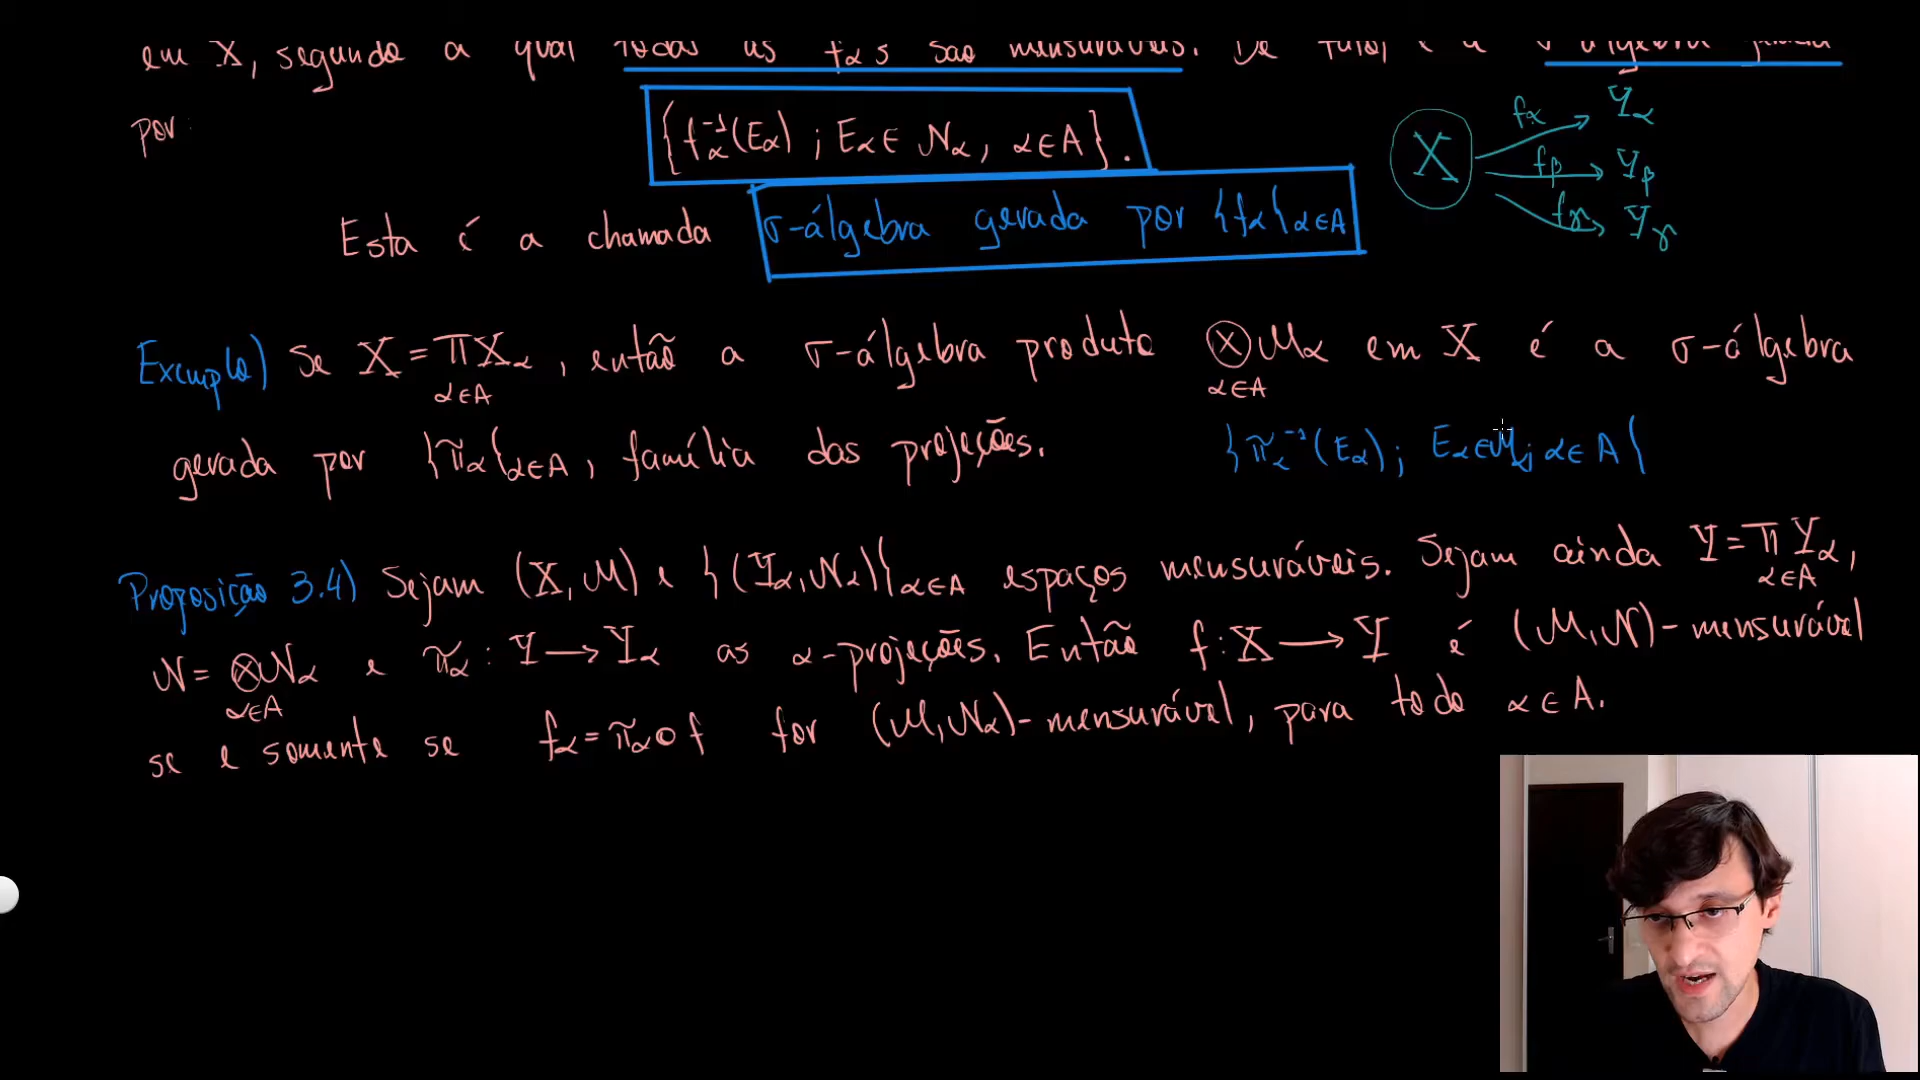 em X, segundo a qual todas as fα's são mensuráveis. De fato, é a σ-álgebra gerada
por:
{fα⁻¹(Eα) ; Eα ∈ Nα, α∈A}.
X fα Yα
fβ Yβ
fγ Yγ
Esta é a chamada σ-álgebra gerada por {fα}α∈A
Exemplo) Se X = ΠXα α∈A, então a σ-álgebra produto ⊗Mα α∈A em X é a σ-álgebra
gerada por {πα}α∈A, família das projeções. {πα⁻¹(Eα); Eα∈Mα; α∈A}
Proposição 3.4) Sejam (X,M) e {(Yα,Nα)}α∈A espaços mensuráveis. Sejam ainda Y=ΠYα α∈A,
N = ⊗Nα α∈A e πα : Y → Yα as α-projeções. Então f: X → Y é (M,N)-mensurável
se e somente se fα = πα∘f for (M,Nα)-mensurável, para todo α∈A.